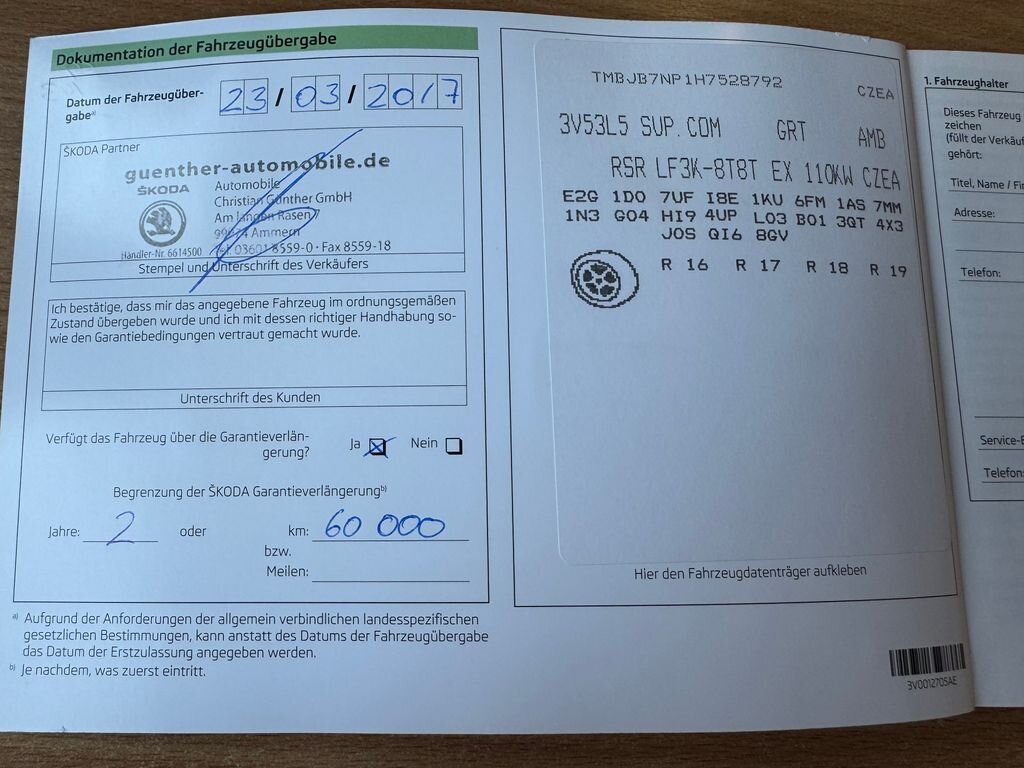 Dokumentation der Fahrzeugübergabe
Datum der Fahrzeugüber-
gabe a)
23/03/2017
ŠKODA Partner
guenther-automobile.de
ŠKODA
Automobile
Christian Günther GmbH
Am langen Rasen 7
99974 Ammern
Händler-Nr. 6614500
Tel. 03601 8559-0 · Fax 8559-18
Stempel und Unterschrift des Verkäufers
Ich bestätige, dass mir das angegebene Fahrzeug im ordnungsgemäßen
Zustand übergeben wurde und ich mit dessen richtiger Handhabung so-
wie den Garantiebedingungen vertraut gemacht wurde.
Unterschrift des Kunden
Verfügt das Fahrzeug über die Garantieverlän-
gerung?
Ja Nein
Begrenzung der ŠKODA Garantieverlängerung b)
Jahre: 2 oder km: 60 000
bzw.
Meilen:
a) Aufgrund der Anforderungen der allgemein verbindlichen landesspezifischen
gesetzlichen Bestimmungen, kann anstatt des Datums der Fahrzeugübergabe
das Datum der Erstzulassung angegeben werden.
b) Je nachdem, was zuerst eintritt.
TMBJB7NP1H7528792 CZEA
3V53L5 SUP.COM GRT AMB
RSR LF3K-8T8T EX 110KW CZEA
E2G 1D0 7UF I8E 1KU 6FM 1AS 7MM
1N3 G04 HI9 4UP L03 B01 3QT 4X3
J0S QI6 8GV
R 16 R 17 R 18 R 19
Hier den Fahrzeugdatenträger aufkleben
3V0012705AE
1. Fahrzeughalter
Dieses Fahrzeug
zeichen
(füllt der Verkäu
gehört:
Titel, Name / Fi
Adresse:
Telefon:
Service-B
Telefon: